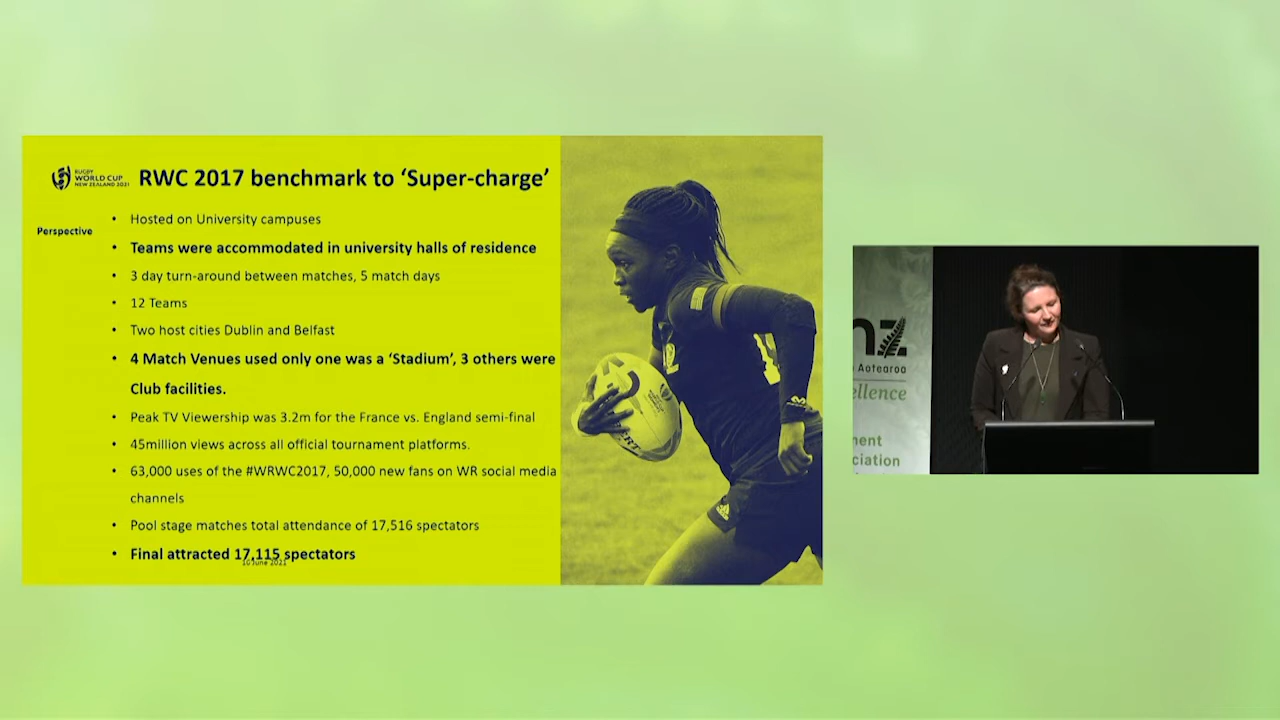 RUGBY
WORLD CUP
NEW ZEALAND 2021
RWC 2017 benchmark to ‘Super-charge’
Perspective
• Hosted on University campuses
• Teams were accommodated in university halls of residence
• 3 day turn-around between matches, 5 match days
• 12 Teams
• Two host cities Dublin and Belfast
• 4 Match Venues used only one was a ‘Stadium’, 3 others were
Club facilities.
• Peak TV Viewership was 3.2m for the France vs. England semi-final
• 45million views across all official tournament platforms.
• 63,000 uses of the #WRWC2017, 50,000 new fans on WR social media
channels
• Pool stage matches total attendance of 17,516 spectators
• Final attracted 17,115 spectators
10 June 2021
nz
Aotearoa
ellence
ment
ciation